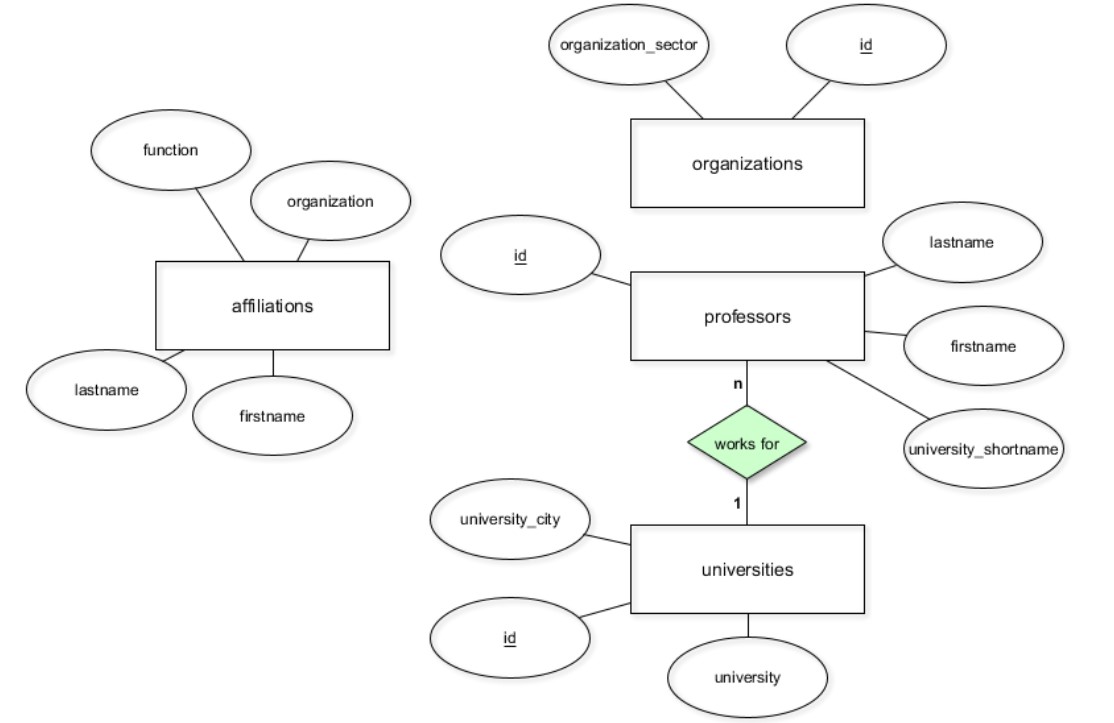 organization_sector
id
organizations
function
organization
affiliations
lastname
firstname
id
lastname
professors
firstname
university_shortname
n
works for
1
university_city
universities
id
university